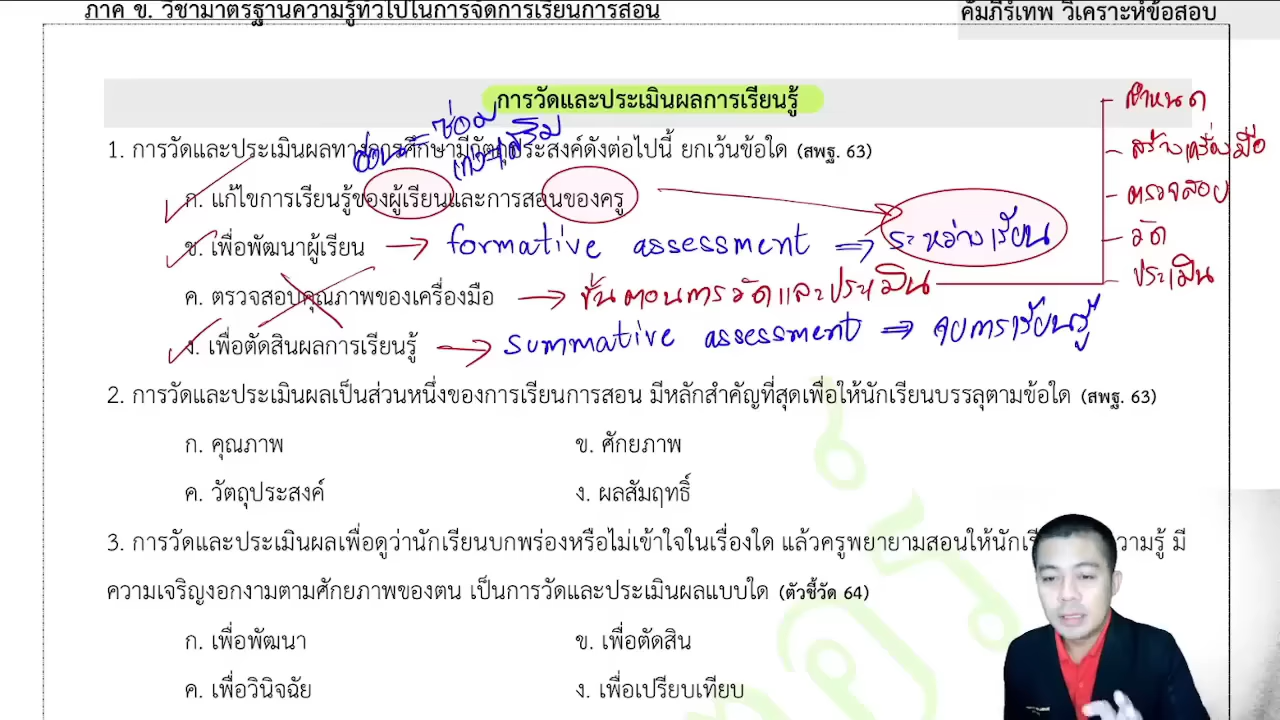 ภาค ข. วิชามาตรฐานความรู้ทั่วไปในการจัดการเรียนการสอน
คัมภีร์เทพ วิเคราะห์ข้อสอบ
การวัดและประเมินผลการเรียนรู้
กำหนด
สร้างเครื่องมือ
ตรวจสอบ
วัด
ประเมิน
อ่อน = ซ่อม
เก่ง = เสริม
1. การวัดและประเมินผลทางการศึกษามีวัตถุประสงค์ดังต่อไปนี้ ยกเว้นข้อใด (สพฐ. 63)
ก. แก้ไขการเรียนรู้ของผู้เรียนและการสอนของครู
ข. เพื่อพัฒนาผู้เรียน → formative assessment ⇒ ระหว่างเรียน
ค. ตรวจสอบคุณภาพของเครื่องมือ → ขั้นตอนการวัดและประเมิน
ง. เพื่อตัดสินผลการเรียนรู้ → summative assessment ⇒ จบการเรียนรู้
2. การวัดและประเมินผลเป็นส่วนหนึ่งของการเรียนการสอน มีหลักสำคัญที่สุดเพื่อให้นักเรียนบรรลุตามข้อใด (สพฐ. 63)
ก. คุณภาพ ข. ศักยภาพ
ค. วัตถุประสงค์ ง. ผลสัมฤทธิ์
3. การวัดและประเมินผลเพื่อดูว่านักเรียนบกพร่องหรือไม่เข้าใจในเรื่องใด แล้วครูพยายามสอนให้นักเรี วามรู้ มี
ความเจริญงอกงามตามศักยภาพของตน เป็นการวัดและประเมินผลแบบใด (ตัวชี้วัด 64)
ก. เพื่อพัฒนา ข. เพื่อตัดสิน
ค. เพื่อวินิจฉัย ง. เพื่อเปรียบเทียบ